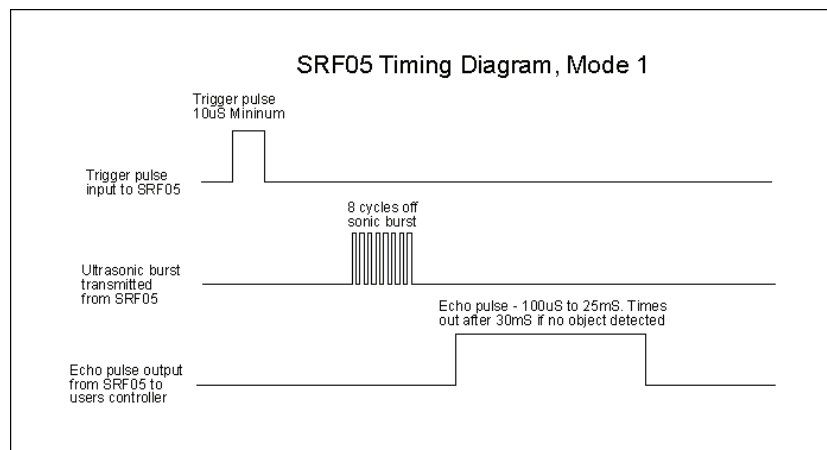 SRF05 Timing Diagram, Mode 1
Trigger pulse
10uS Mininum
Trigger pulse
input to SRF05
8 cycles off
sonic burst
Ultrasonic burst
transmitted
from SRF05
Echo pulse - 100uS to 25mS. Times
out after 30mS if no object detected
Echo pulse output
from SRF05 to
users controller